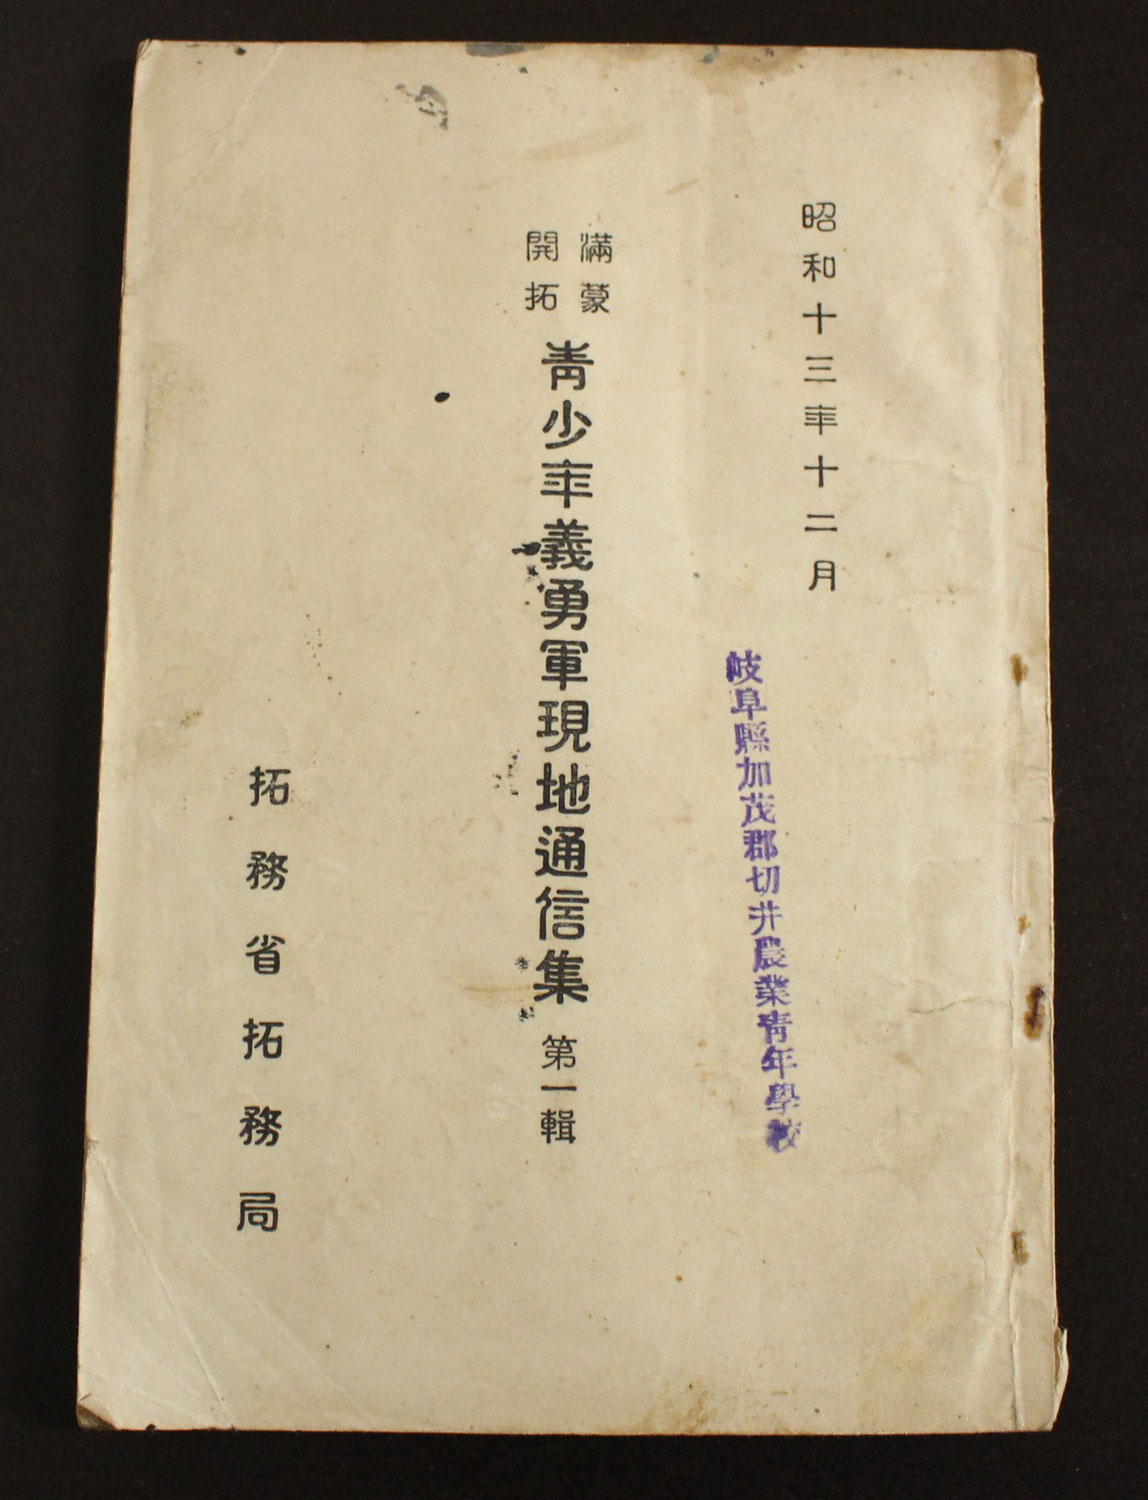 昭和十三年十二月
岐阜縣加茂郡切井農業青年學校
滿蒙
開拓
青少年義勇軍現地通信集 第一輯
拓務省拓務局